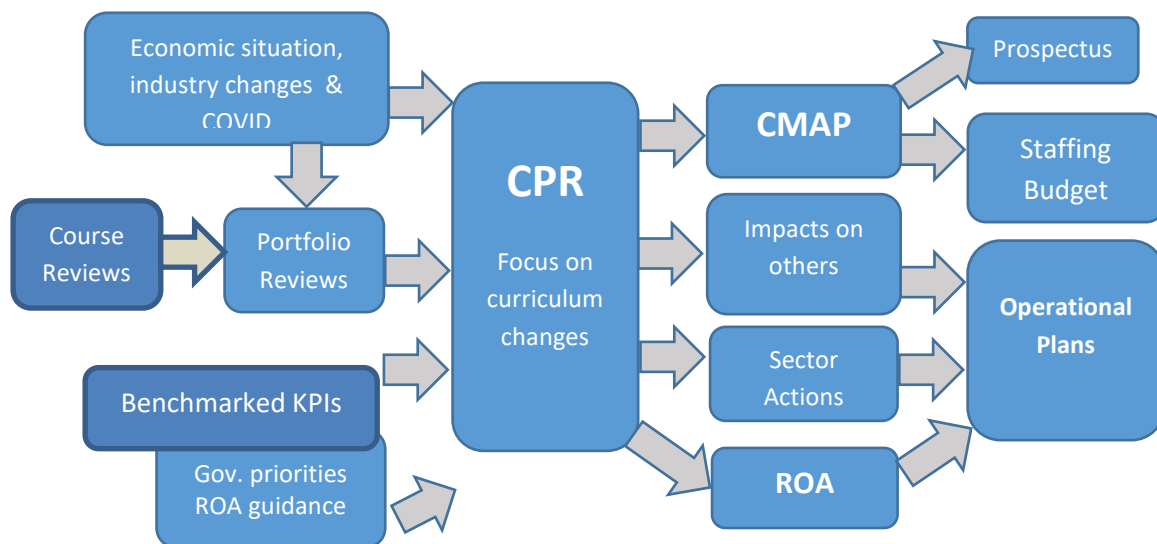 Economic situation,
industry changes &
COVID
Course
Reviews
Portfolio
Reviews
Benchmarked KPIs
Gov. priorities
ROA guidance
CPR
Focus on
curriculum
changes
CMAP
Impacts on
others
Sector
Actions
ROA
Prospectus
Staffing
Budget
Operational
Plans